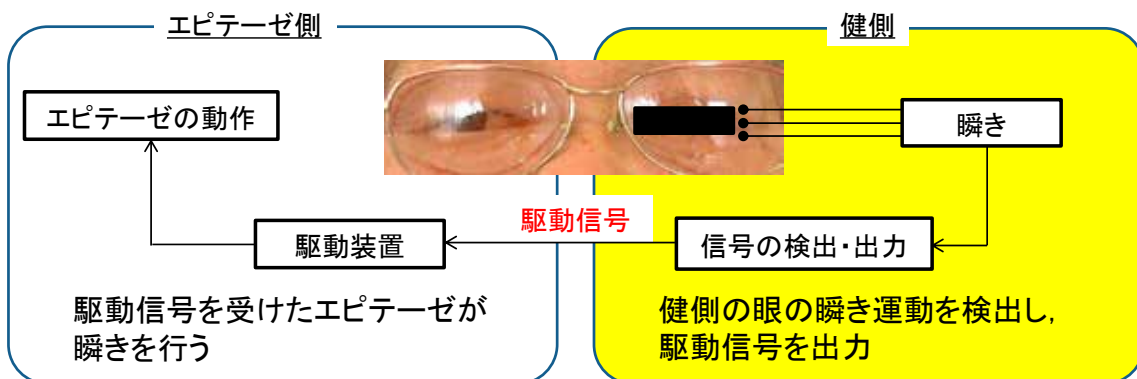 エピテーゼ側
健側
エピテーゼの動作
瞬き
駆動信号
駆動装置
信号の検出・出力
駆動信号を受けたエピテーゼが
瞬きを行う
健側の眼の瞬き運動を検出し,
駆動信号を出力